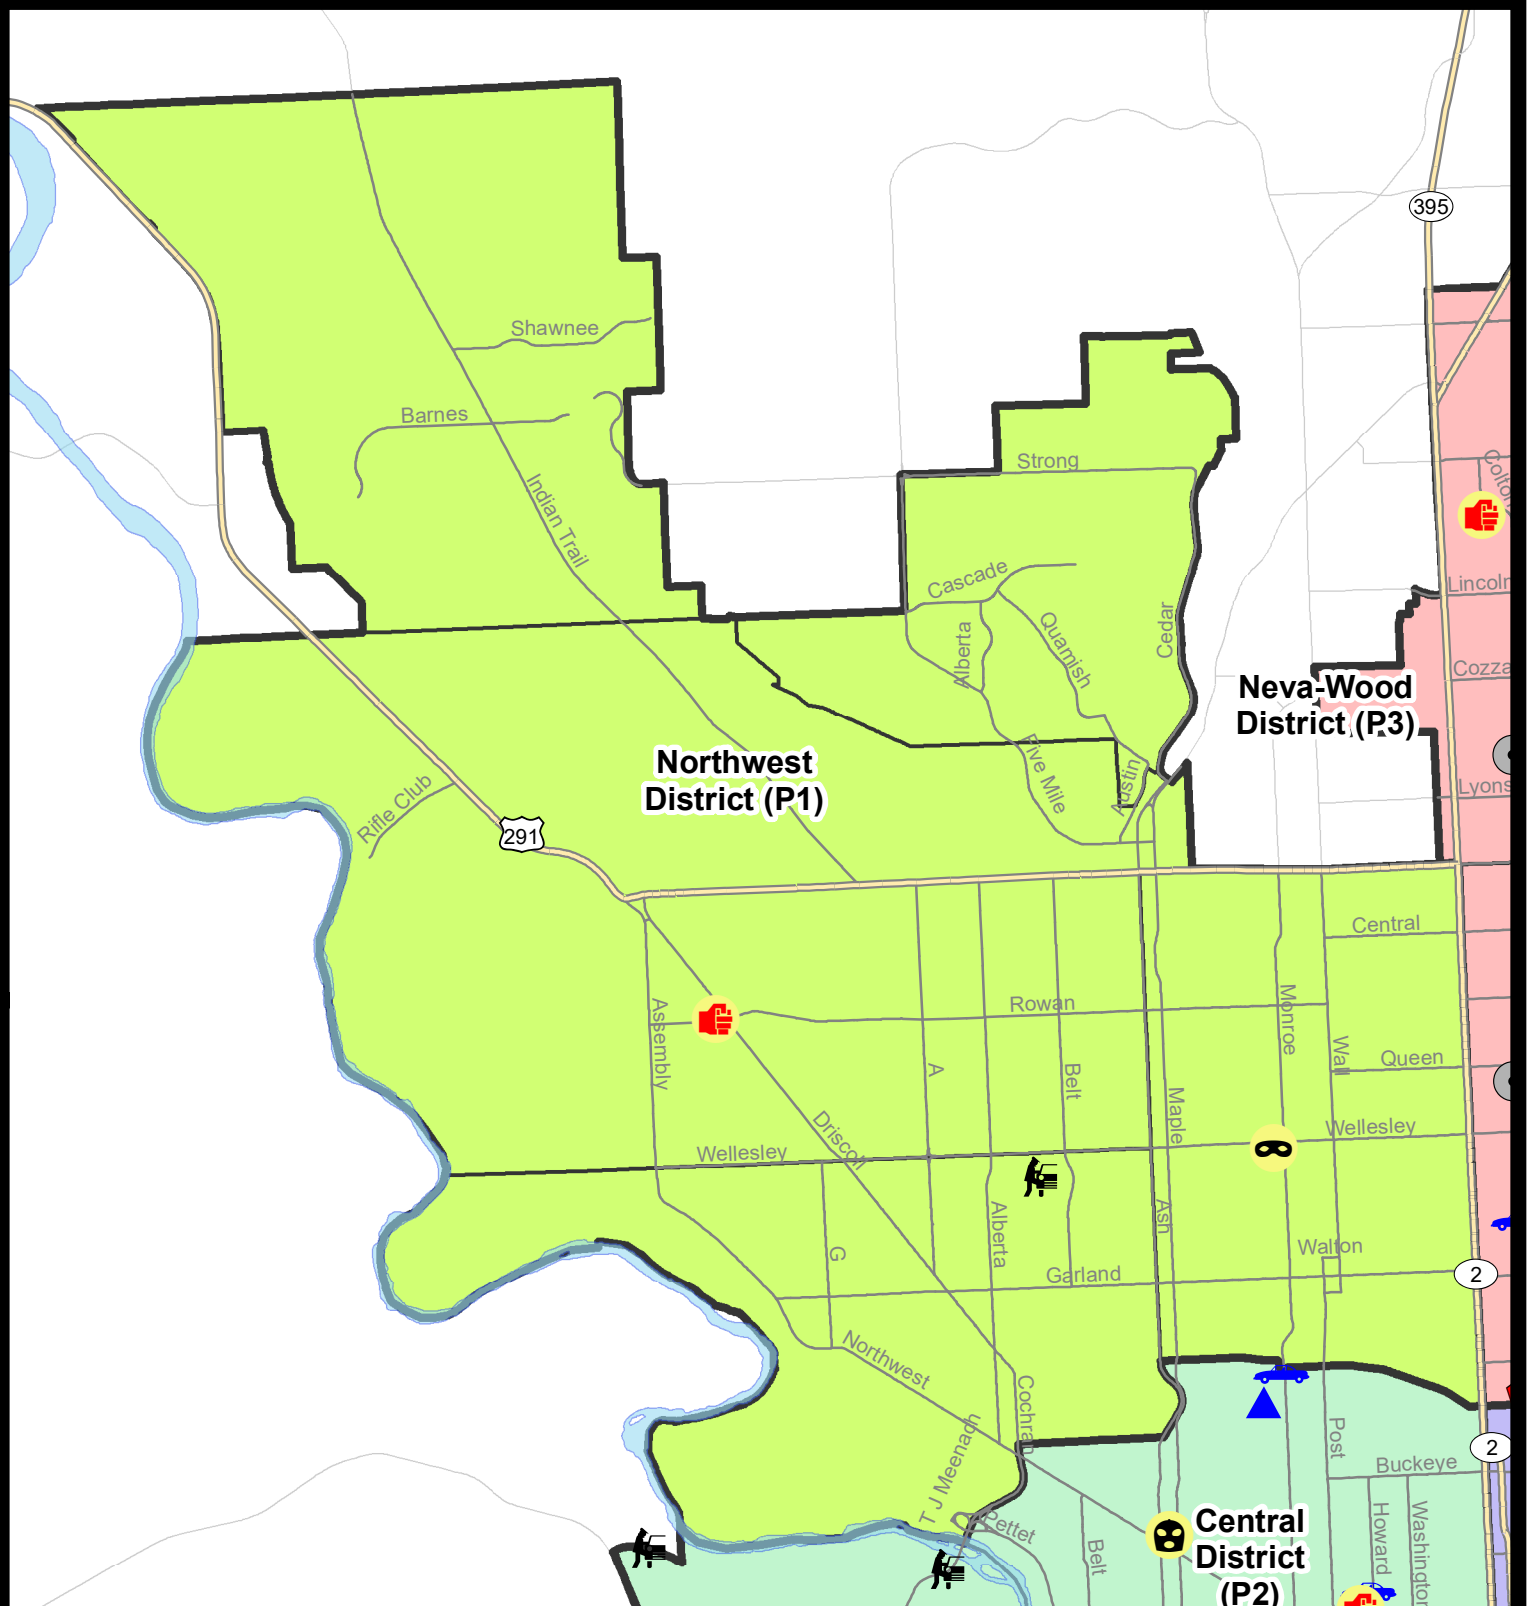 395
Shawnee
Barnes
Strong
Colton
Indian Trail
Cascade
Lincoln
Alberta
Quamish
Cedar
Cozza
Neva-Wood
District (P3)
Northwest
District (P1)
Five Mile
Austin
Lyons
Rifle Club
291
Central
Assembly
Rowan
Monroe
A
Belt
Wall
Queen
Maple
Driscoll
Wellesley
Wellesley
Alberta
Ash
G
Walton
Garland
2
Northwest
Cochran
T J Meenach
Post
2
Buckeye
Pettet
Belt
Howard
Washington
Central
District
(P2)